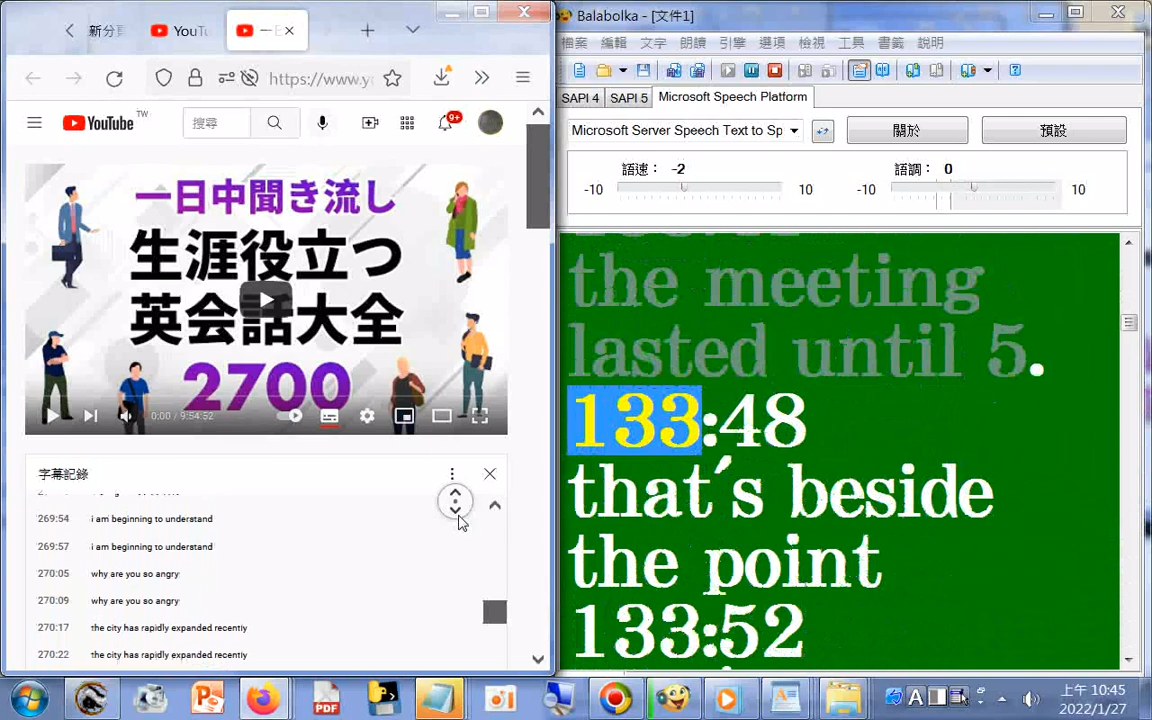 新分
YouTu
一 E
https://www.y
YouTube TW
搜尋
9+
一日中聞き流し
生涯役立つ
英会話大全
2700
0:00 / 9:54:52
字幕記錄
269:54 i am beginning to understand
269:57 i am beginning to understand
270:05 why are you so angry
270:09 why are you so angry
270:17 the city has rapidly expanded recently
270:22 the city has rapidly expanded recently
Balabolka - [文件1]
檔案 編輯 文字 朗讀 引擎 選項 檢視 工具 書籤 說明
SAPI 4 SAPI 5 Microsoft Speech Platform
Microsoft Server Speech Text to Sp
關於
預設
語速： -2
語調： 0
-10 10 -10 10
the meeting
lasted until 5.
133:48
that's beside
the point
133:52
PDF
A
上午 10:45
2022/1/27